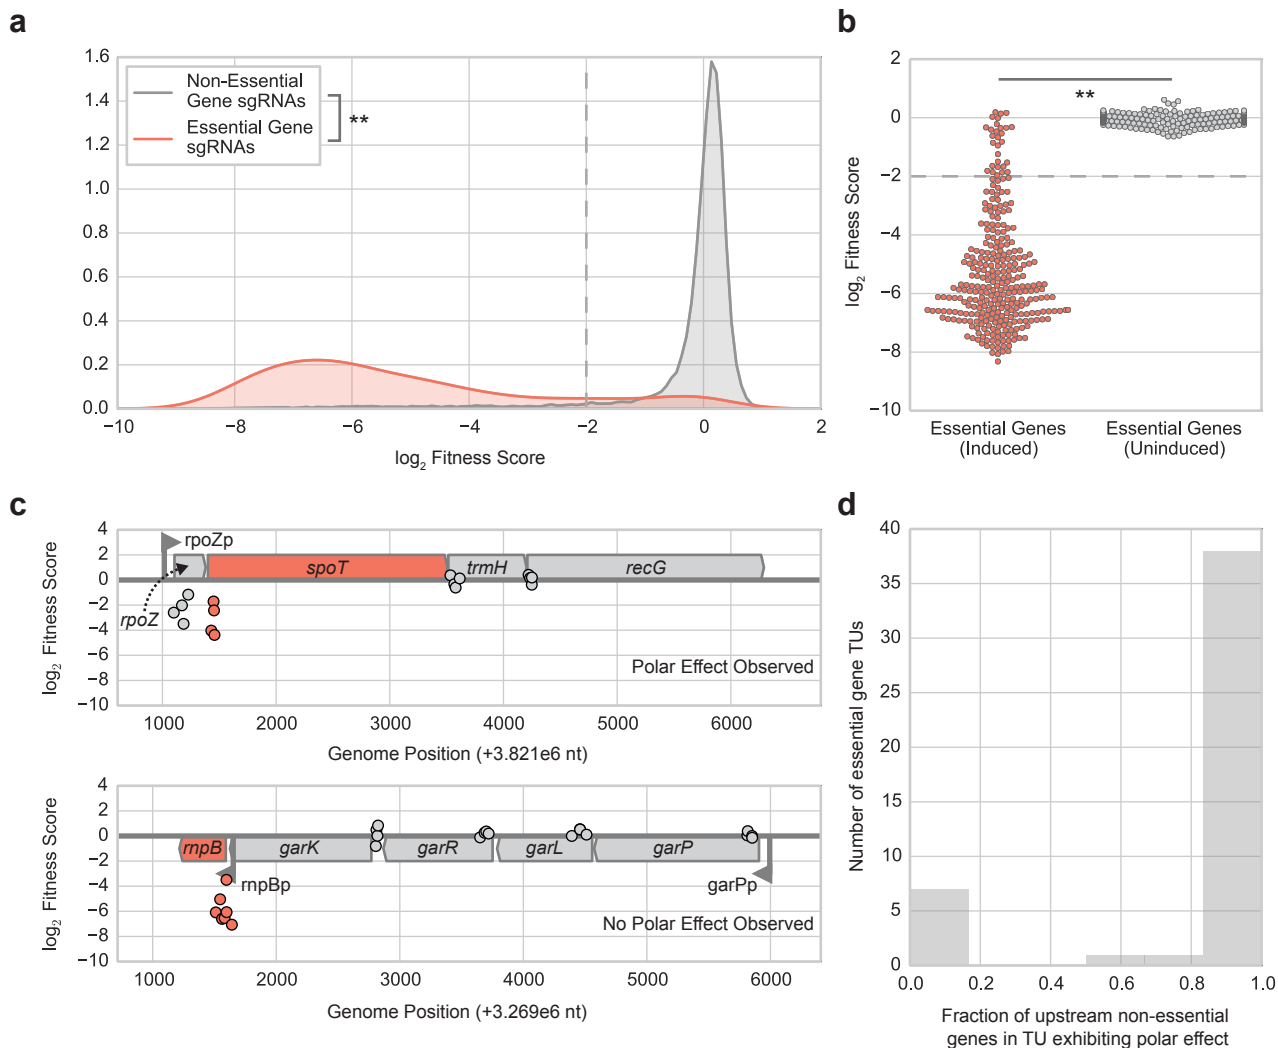 a
1.6
1.4
1.2
1.0
0.8
0.6
0.4
0.2
0.0
Non-Essential
Gene sgRNAs
Essential Gene
sgRNAs
**
−10
−8
−6
−4
−2
0
2
log2 Fitness Score
b
2
0
−2
−4
−6
−8
−10
log2 Fitness Score
**
Essential Genes
(Induced)
Essential Genes
(Uninduced)
c
4
2
0
−2
−4
−6
−8
−10
log2 Fitness Score
rpoZp
rpoZ
spoT
trmH
recG
Polar Effect Observed
1000
2000
3000
4000
5000
6000
Genome Position (+3.821e6 nt)
4
2
0
−2
−4
−6
−8
−10
log2 Fitness Score
rnpB
garK
garR
garL
garP
rnpBp
garPp
No Polar Effect Observed
1000
2000
3000
4000
5000
6000
Genome Position (+3.269e6 nt)
d
40
35
30
25
20
15
10
5
0
Number of essential gene TUs
0.0
0.2
0.4
0.6
0.8
1.0
Fraction of upstream non-essential
genes in TU exhibiting polar effect